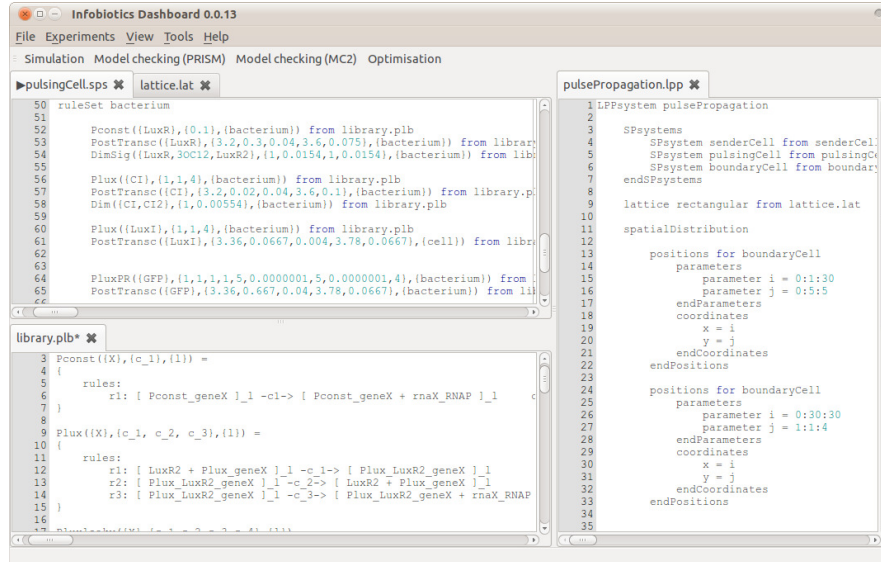 Infobiotics Dashboard 0.0.13
File Experiments View Tools Help
Simulation Model checking (PRISM) Model checking (MC2) Optimisation
▶pulsingCell.sps ✖ lattice.lat ✖
50 ruleSet bacterium
51
52 Pconst({LuxR},{0.1},{bacterium}) from library.plb
53 PostTransc({LuxR},{3.2,0.3,0.04,3.6,0.075},{bacterium}) from librar
54 DimSig({LuxR,3OC12,LuxR2},{1,0.0154,1,0.0154},{bacterium}) from lib
55
56 Plux({CI},{1,1,4},{bacterium}) from library.plb
57 PostTransc({CI},{3.2,0.02,0.04,3.6,0.1},{bacterium}) from library.p
58 Dim({CI,CI2},{1,0.00554},{bacterium}) from library.plb
59
60 Plux({LuxI},{1,1,4},{bacterium}) from library.plb
61 PostTransc({LuxI},{3.36,0.0667,0.004,3.78,0.0667},{cell}) from libr
62
63
64 PluxPR({GFP},{1,1,1,1,5,0.0000001,5,0.0000001,4},{bacterium}) from
65 PostTransc({GFP},{3.36,0.667,0.04,3.78,0.0667},{bacterium}) from li
66
library.plb* ✖
3 Pconst({X},{c_1},{l}) =
4 {
5 rules:
6 r1: [ Pconst_geneX ]_l -c1-> [ Pconst_geneX + rnaX_RNAP ]_l c
7 }
8
9 Plux({X},{c_1, c_2, c_3},{l}) =
10 {
11 rules:
12 r1: [ LuxR2 + Plux_geneX ]_l -c_1-> [ Plux_LuxR2_geneX ]_l
13 r2: [ Plux_LuxR2_geneX ]_l -c_2-> [ LuxR2 + Plux_geneX ]_l
14 r3: [ Plux_LuxR2_geneX ]_l -c_3-> [ Plux_LuxR2_geneX + rnaX_RNAP
15 }
16
17
pulsePropagation.lpp ✖
1 LPPsystem pulsePropagation
2
3 SPsystems
4 SPsystem senderCell from senderCel
5 SPsystem pulsingCell from pulsingCe
6 SPsystem boundaryCell from boundary
7 endSPsystems
8
9 lattice rectangular from lattice.lat
10
11 spatialDistribution
12
13 positions for boundaryCell
14 parameters
15 parameter i = 0:1:30
16 parameter j = 0:5:5
17 endParameters
18 coordinates
19 x = i
20 y = j
21 endCoordinates
22 endPositions
23
24 positions for boundaryCell
25 parameters
26 parameter i = 0:30:30
27 parameter j = 1:1:4
28 endParameters
29 coordinates
30 x = i
31 y = j
32 endCoordinates
33 endPositions
34
35